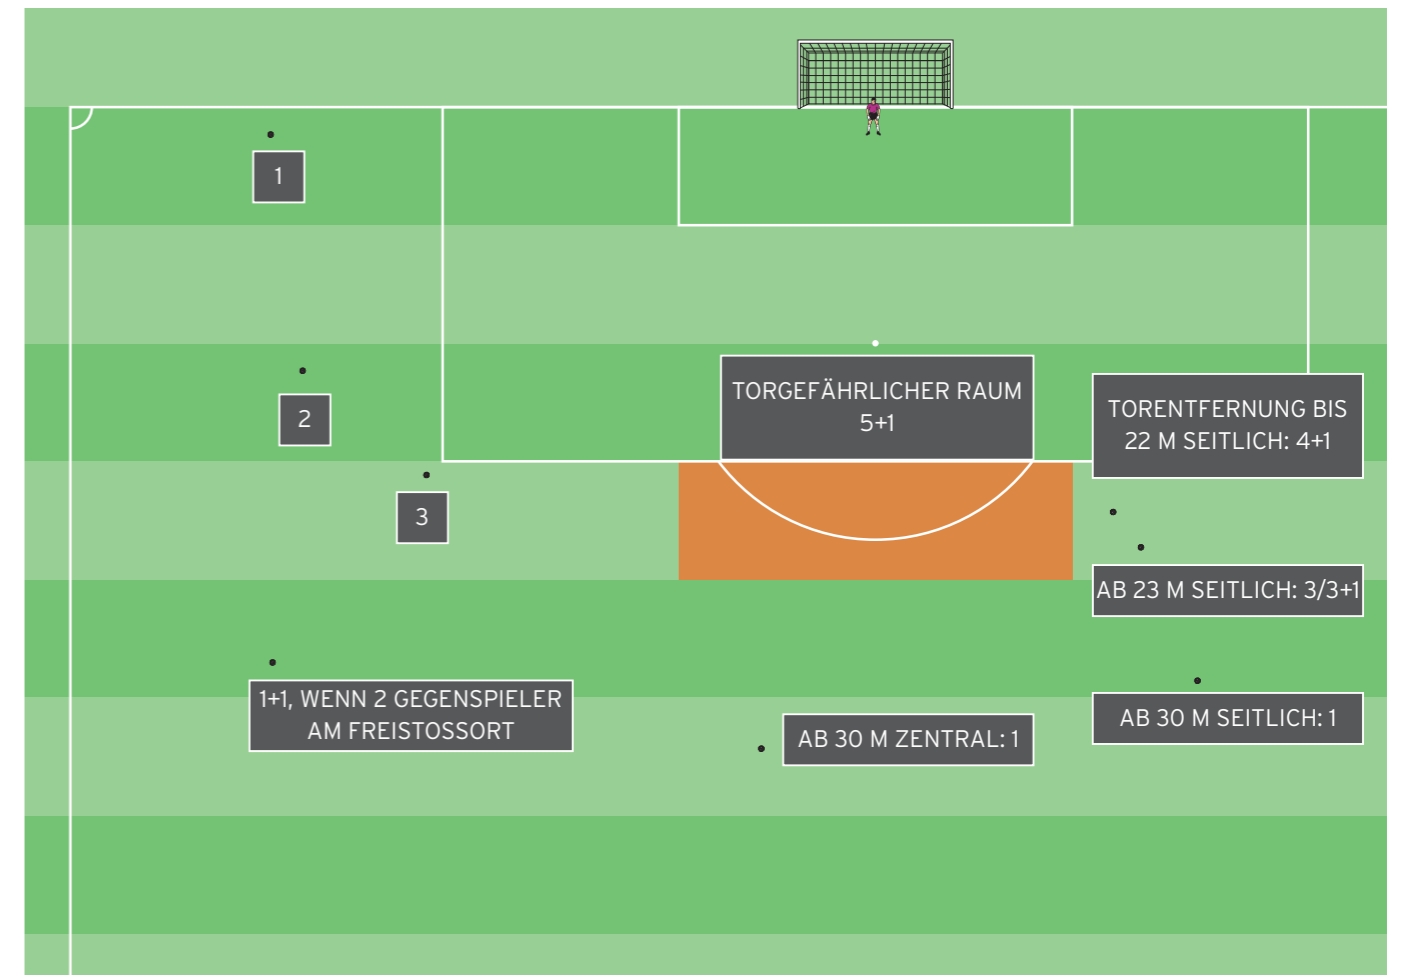 1
TORGEFÄHRLICHER RAUM
5+1
TORENTFERNUNG BIS
22 M SEITLICH: 4+1
2
3
AB 23 M SEITLICH: 3/3+1
1+1, WENN 2 GEGENSPIELER
AM FREISTOSSORT
AB 30 M ZENTRAL: 1
AB 30 M SEITLICH: 1